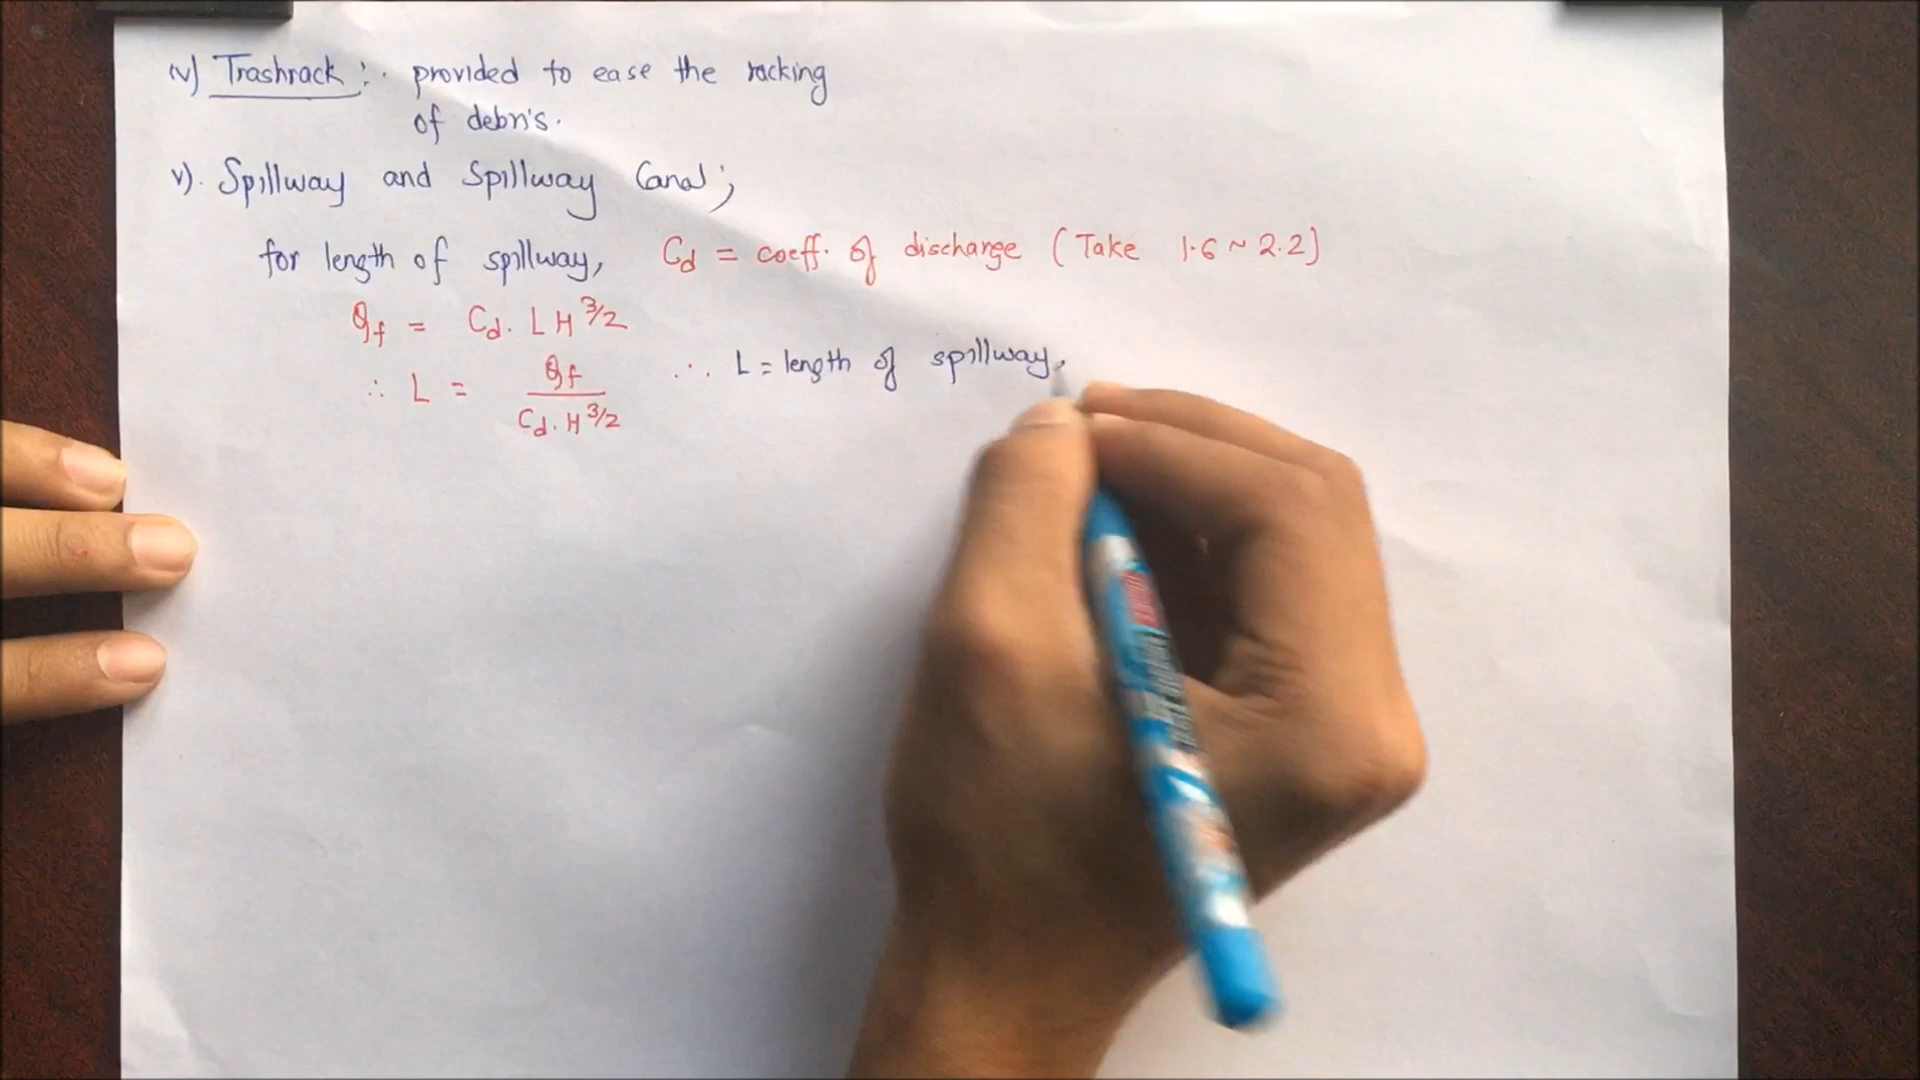 iv) Trashrack :. provided to ease the racking
of debris.
v). Spillway and Spillway Canal;
for length of spillway, Cd = coeff. of discharge (Take 1.6 ~ 2.2)
Qf = Cd. LH^3/2
∴ L = Qf / Cd. H^3/2 ∴ L = length of spillway.